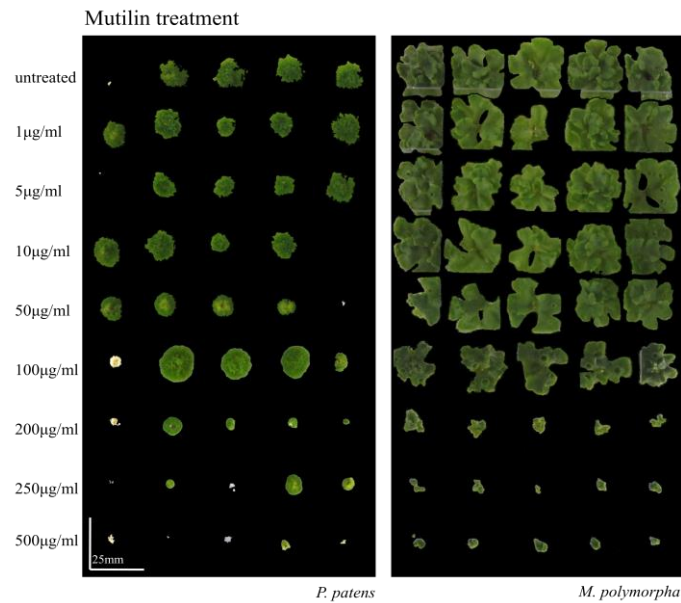 Mutilin treatment
untreated
1μg/ml
5μg/ml
10μg/ml
50μg/ml
100μg/ml
200μg/ml
250μg/ml
500μg/ml
25mm
P. patens
M. polymorpha